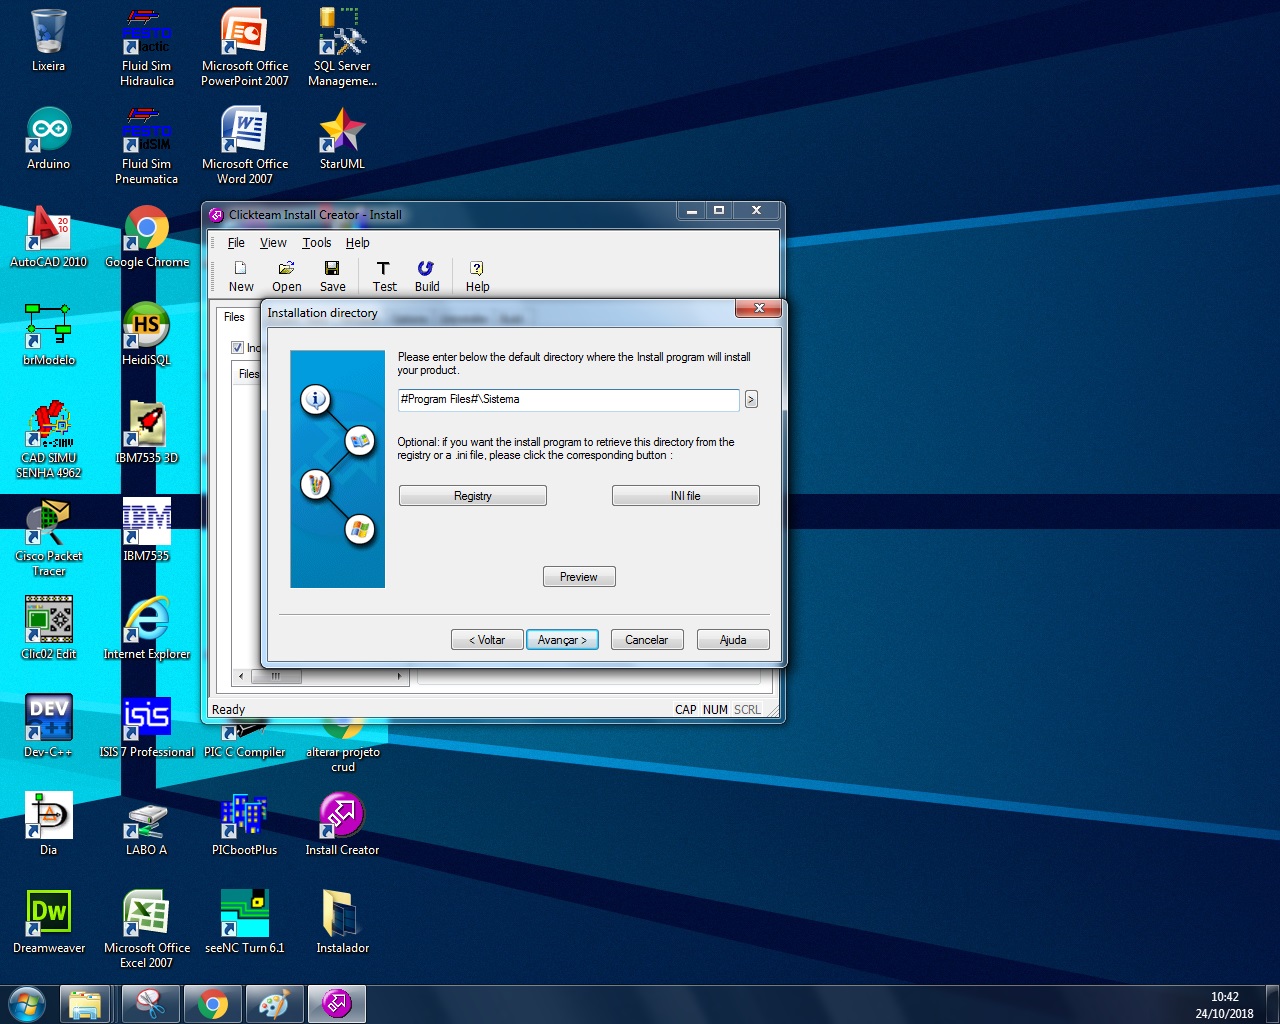 Lixeira
Fluid Sim
Hidraulica
Microsoft Office
PowerPoint 2007
SQL Server
Manageme...
Arduino
Fluid Sim
Pneumatica
Microsoft Office
Word 2007
StarUML
AutoCAD 2010
Google Chrome
brModelo
HeidiSQL
CAD SIMU
SENHA 4962
IBM7535 3D
Cisco Packet
Tracer
IBM7535
Clic02 Edit
Internet Explorer
Dev-C++
ISIS 7 Professional
PIC C Compiler
alterar projeto
crud
Dia
LABO A
PICbootPlus
Install Creator
Dreamweaver
Microsoft Office
Excel 2007
seeNC Turn 6.1
Instalador
Clickteam Install Creator - Install
File View Tools Help
New Open Save Test Build Help
Files
Inc
Files
Installation directory
Please enter below the default directory where the Install program will install
your product.
#Program Files#\Sistema
>
Optional: if you want the install program to retrieve this directory from the
registry or a .ini file, please click the corresponding button :
Registry INI file
Preview
< Voltar Avançar > Cancelar Ajuda
Ready CAP NUM SCRL
10:42
24/10/2018